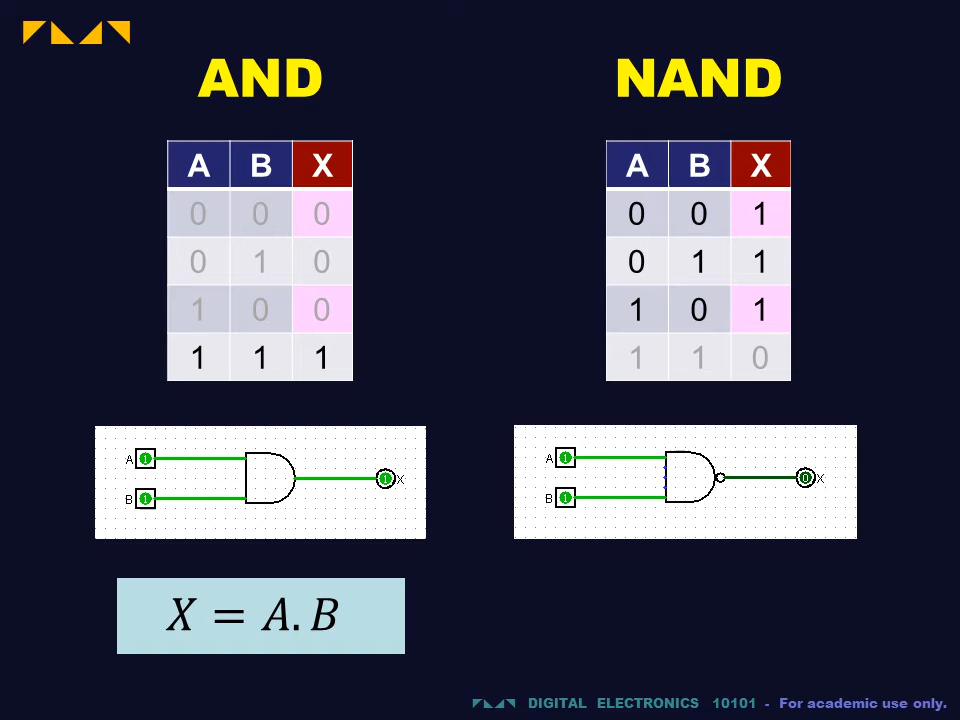 AND
A B X
0 0 0
0 1 0
1 0 0
1 1 1
A 1
B 1
1 X
X = A.B
NAND
A B X
0 0 1
0 1 1
1 0 1
1 1 0
A 1
B 1
0 X
DIGITAL ELECTRONICS 10101 - For academic use only.